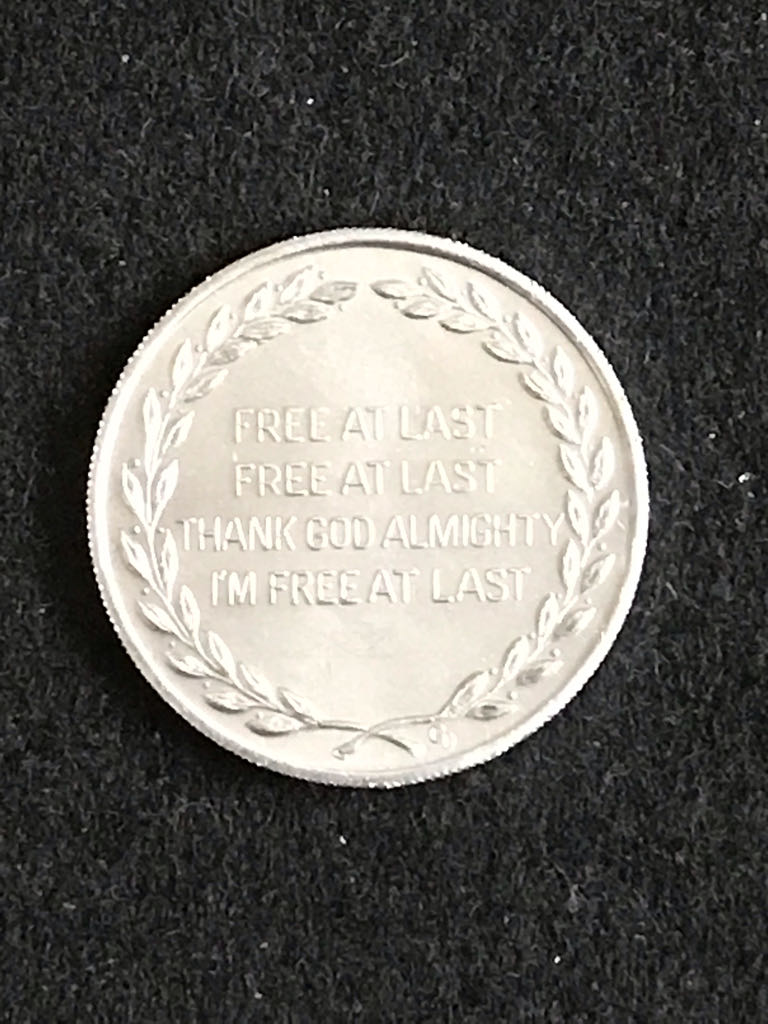 FREE AT LAST
FREE AT LAST
THANK GOD ALMIGHTY
I'M FREE AT LAST